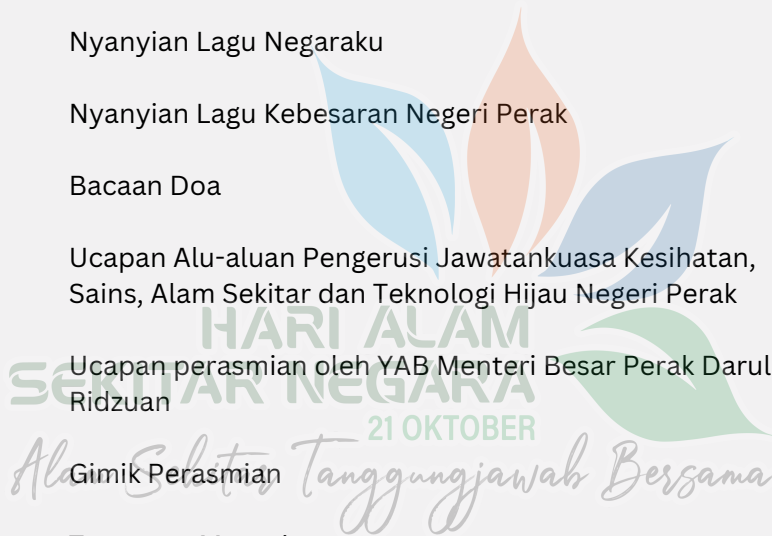 Nyanyian Lagu Negaraku
Nyanyian Lagu Kebesaran Negeri Perak
Bacaan Doa
Ucapan Alu-aluan Pengerusi Jawatankuasa Kesihatan,
Sains, Alam Sekitar dan Teknologi Hijau Negeri Perak
HARI ALAM
Ucapan perasmian oleh YAB Menteri Besar Perak Darul
SEKITAR NEGARA
Ridzuan
21 OKTOBER
Alam Sekitar Tanggungjawab Bersama
Gimik Perasmian